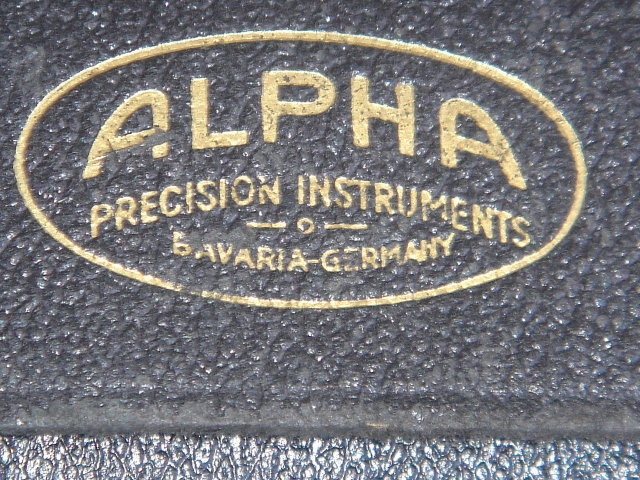 ALPHA
PRECISION INSTRUMENTS
BAVARIA-GERMANY